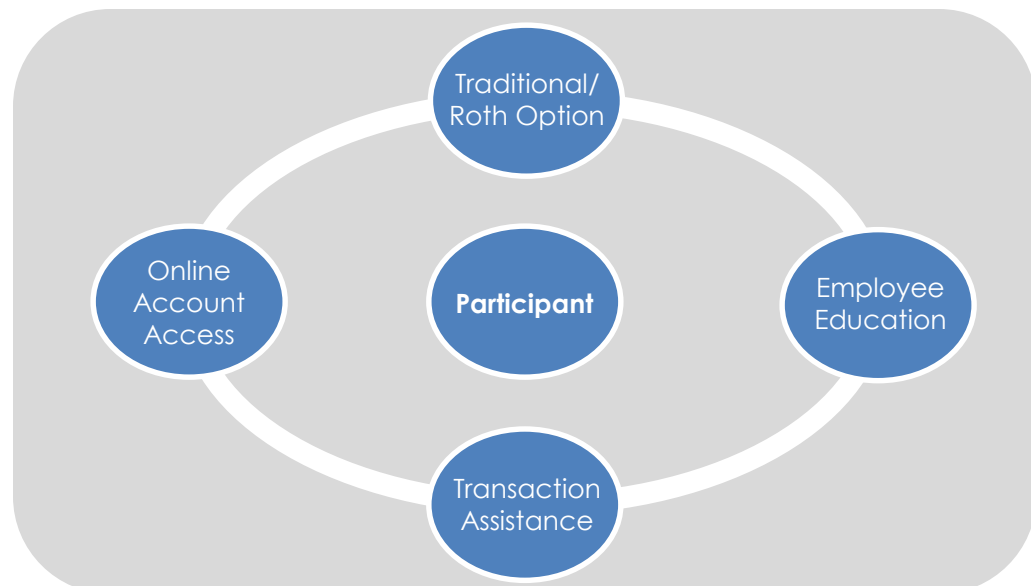 Traditional/
Roth Option
Online
Account
Access
Participant
Employee
Education
Transaction
Assistance